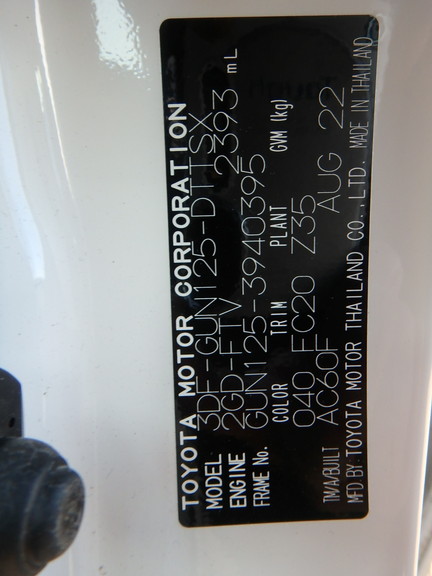 TOYOTA MOTOR CORPORATION
MODEL 3DF-GUN125-DTTSX
ENGINE 2GD-FTV 2393 mL
FRAME No. GUN125-3940395
COLOR TRIM PLANT GVM (kg)
040 FC20 Z35
TM/A/BUILT AC60F AUG 22
MFD BY: TOYOTA MOTOR THAILAND CO., LTD. MADE IN THAILAND